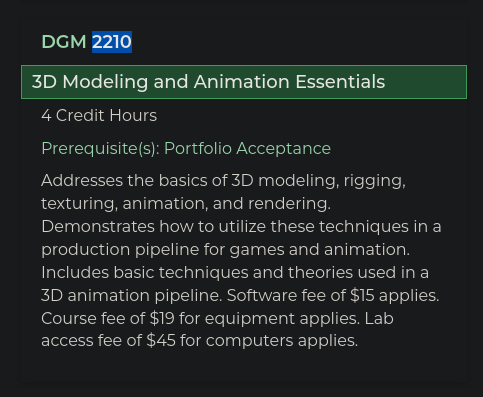 DGM 2210
3D Modeling and Animation Essentials
4 Credit Hours
Prerequisite(s): Portfolio Acceptance
Addresses the basics of 3D modeling, rigging,
texturing, animation, and rendering.
Demonstrates how to utilize these techniques in a
production pipeline for games and animation.
Includes basic techniques and theories used in a
3D animation pipeline. Software fee of $15 applies.
Course fee of $19 for equipment applies. Lab
access fee of $45 for computers applies.